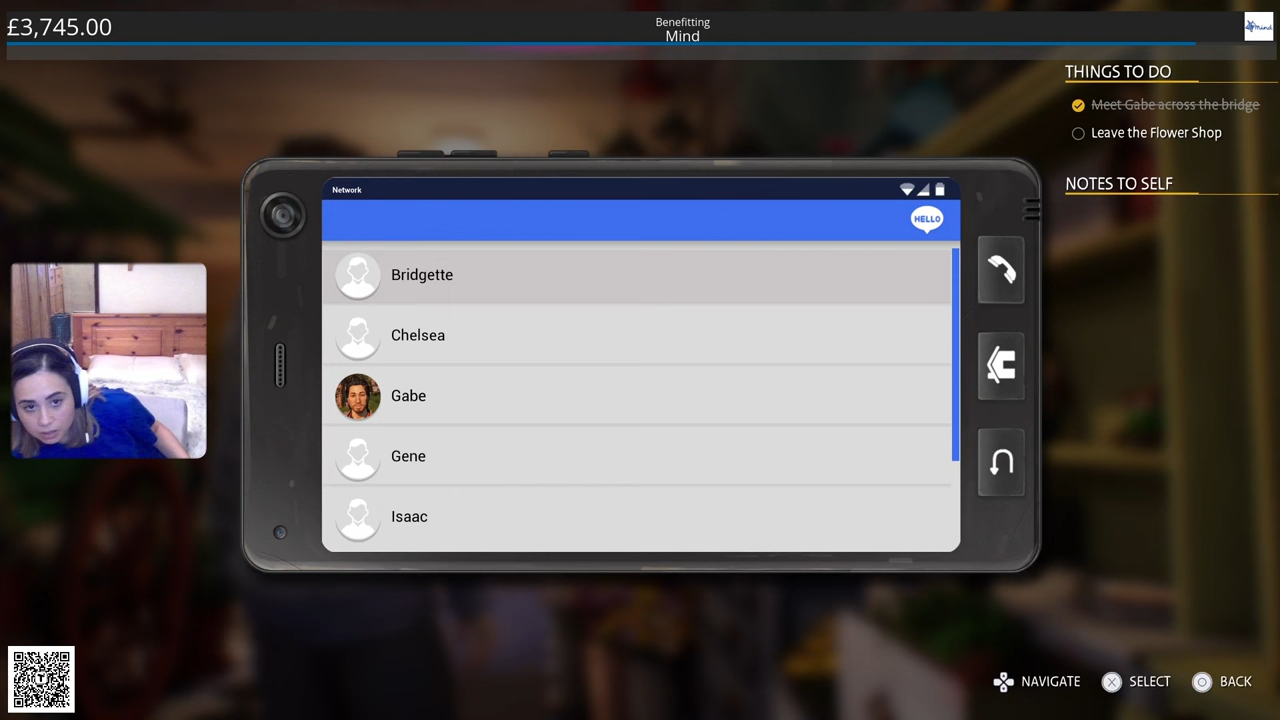 £3,745.00
Benefitting
Mind
mind
THINGS TO DO
Meet Gabe across the bridge
Leave the Flower Shop
NOTES TO SELF
Network
HELLO
Bridgette
Chelsea
Gabe
Gene
Isaac
T
NAVIGATE
SELECT
BACK